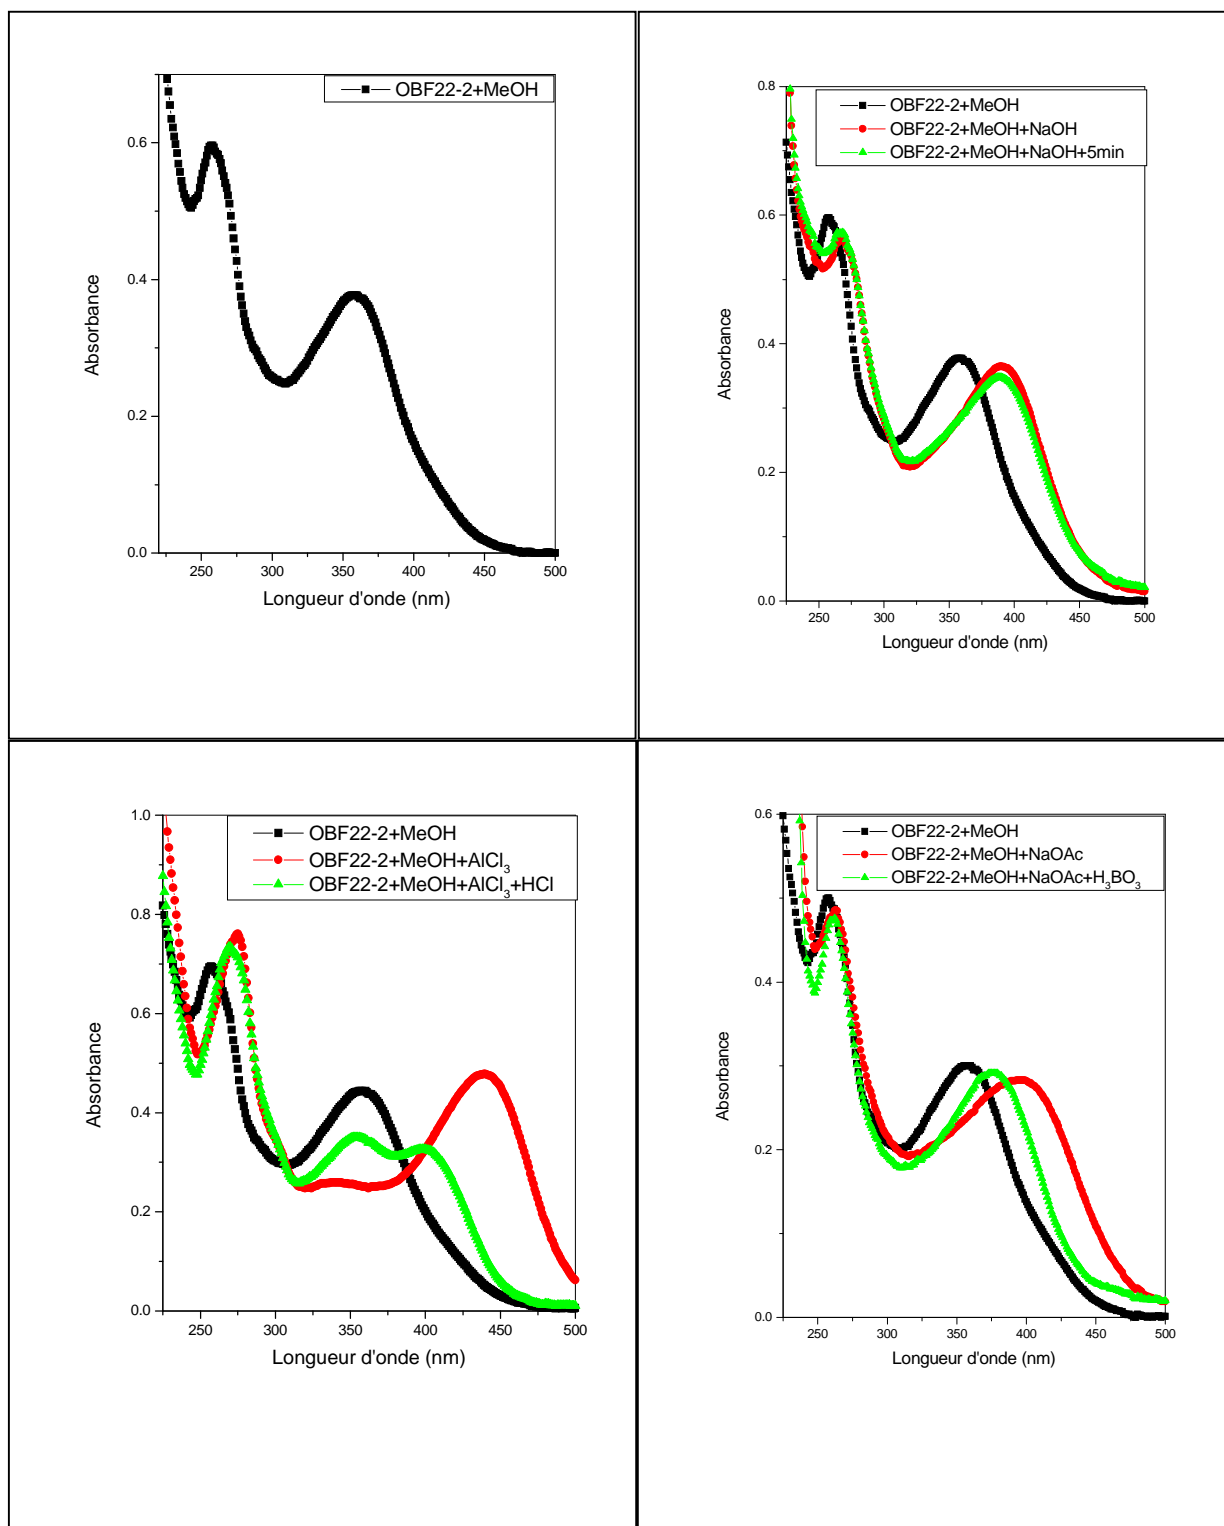 OBF22-2+MeOH
0.6
0.4
0.2
0.0
Absorbance
250 300 350 400 450 500
Longueur d'onde (nm)
OBF22-2+MeOH
OBF22-2+MeOH+NaOH
OBF22-2+MeOH+NaOH+5min
0.8
0.6
0.4
0.2
0.0
Absorbance
250 300 350 400 450 500
Longueur d'onde (nm)
OBF22-2+MeOH
OBF22-2+MeOH+AlCl3
OBF22-2+MeOH+AlCl3+HCl
1.0
0.8
0.6
0.4
0.2
0.0
Absorbance
250 300 350 400 450 500
Longueur d'onde (nm)
OBF22-2+MeOH
OBF22-2+MeOH+NaOAc
OBF22-2+MeOH+NaOAc+H3BO3
0.6
0.4
0.2
0.0
Absorbance
250 300 350 400 450 500
Longueur d'onde (nm)